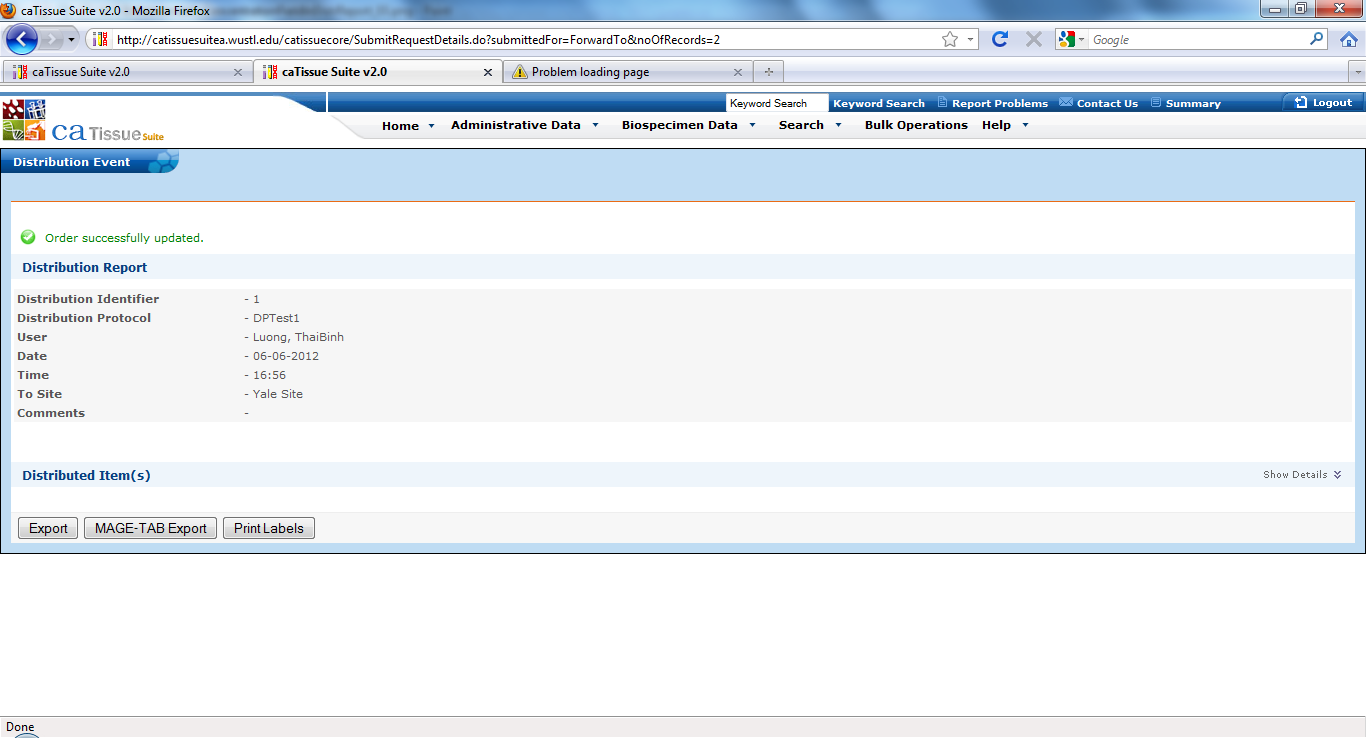 caTissue Suite v2.0 - Mozilla Firefox
http://catissuesuitea.wustl.edu/catissuecore/SubmitRequestDetails.do?submittedFor=ForwardTo&noOfRecords=2
Google
caTissue Suite v2.0
caTissue Suite v2.0
Problem loading page
Keyword Search
Keyword Search
Report Problems
Contact Us
Summary
Logout
ca Tissue Suite
Home
Administrative Data
Biospecimen Data
Search
Bulk Operations
Help
Distribution Event
Order successfully updated.
Distribution Report
Distribution Identifier - 1
Distribution Protocol - DPTest1
User - Luong, ThaiBinh
Date - 06-06-2012
Time - 16:56
To Site - Yale Site
Comments -
Distributed Item(s)
Show Details
Export
MAGE-TAB Export
Print Labels
Done